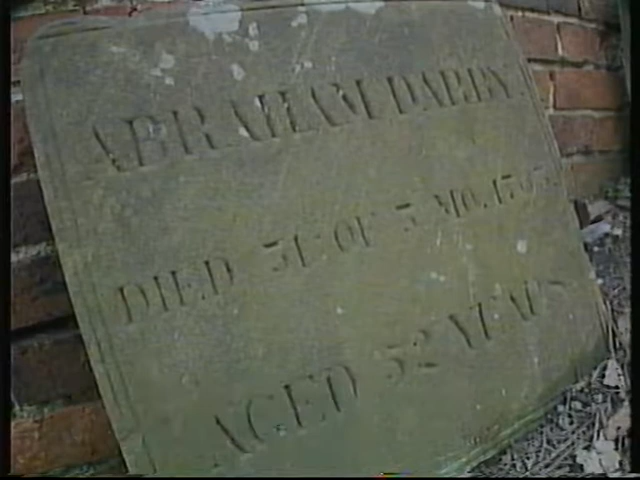 ABRAHAM DARBY.
DIED 31: OF 3. MO. 1763.
AGED 52 YEARS